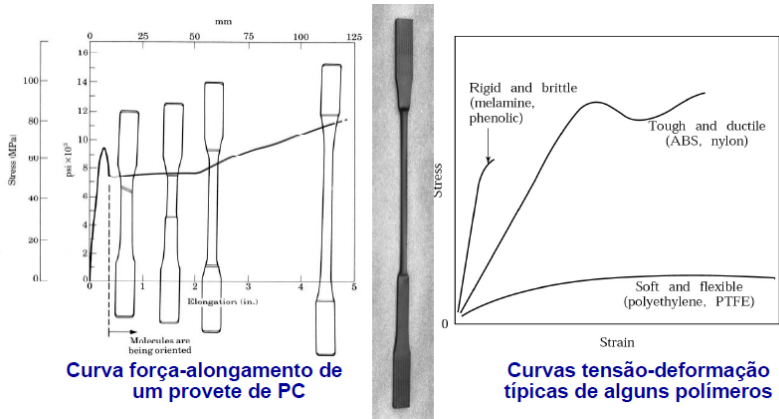 mm
0 25 50 75 100 125
16
14
12
10
8
6
4
2
0
100
80
60
40
20
0
Stress (MPa)
psi × 10³
0 1 2 3 4 5
Elongation (in.)
Molecules are
being oriented
Curva força-alongamento de
um provete de PC
Rigid and brittle
(melamine,
phenolic)
Tough and ductile
(ABS, nylon)
Soft and flexible
(polyethylene, PTFE)
Stress
0
Strain
Curvas tensão-deformação
típicas de alguns polímeros